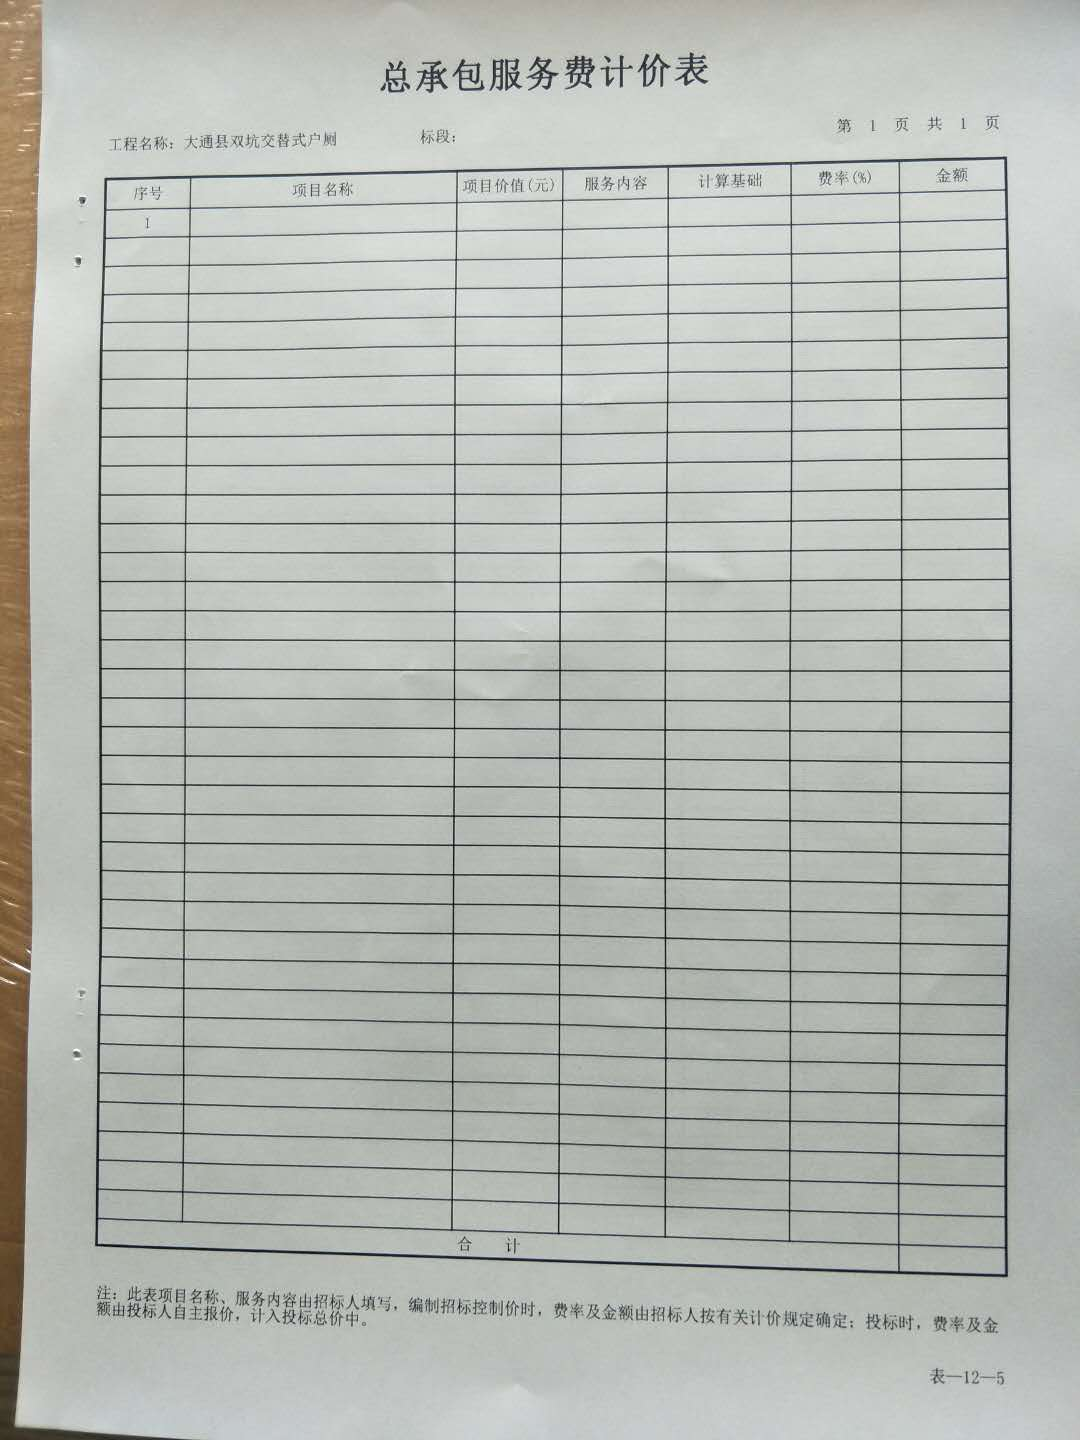 总承包服务费计价表
工程名称：大通县双坑交替式户厕 标段： 第 1 页 共 1 页
序号 项目名称 项目价值(元) 服务内容 计算基础 费率(%) 金额
1
合 计
注：此表项目名称、服务内容由招标人填写，编制招标控制价时，费率及金额由招标人按有关计价规定确定；投标时，费率及金
额由投标人自主报价，计入投标总价中。
表—12—5